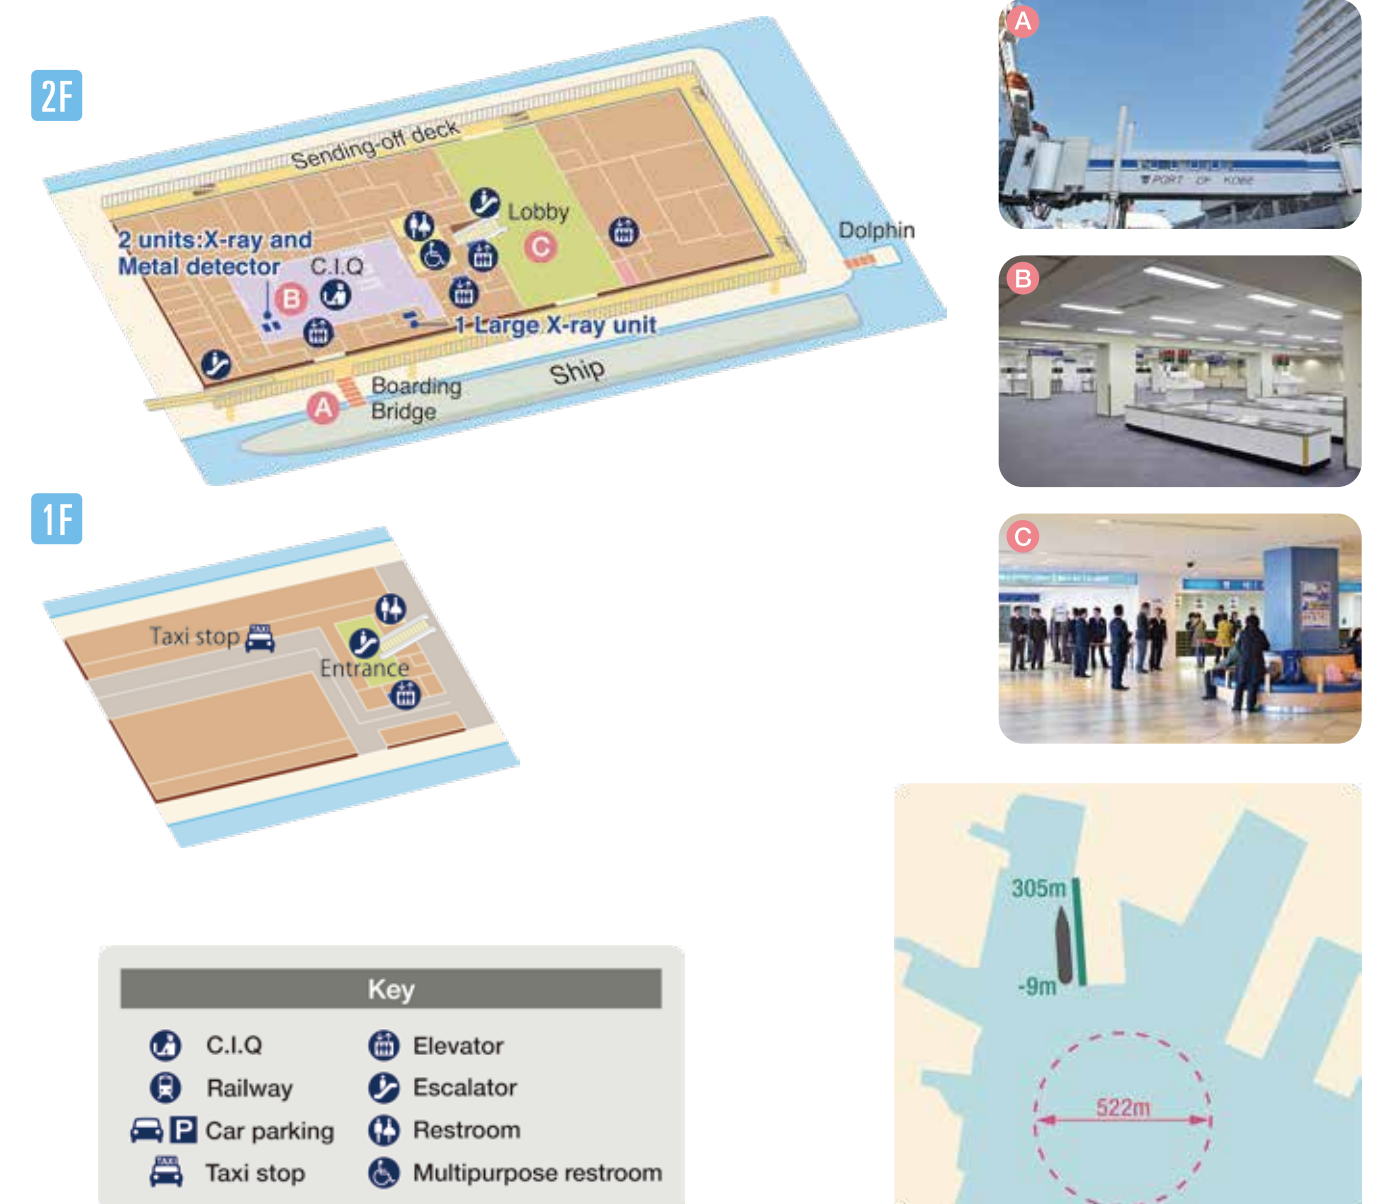 2F
Sending-off deck
2 units:X-ray and
Metal detector
C.I.Q
B
Lobby
C
1 Large X-ray unit
Dolphin
Ship
A
Boarding
Bridge
A
PORT OF KOBE
B
C
1F
Taxi stop
TAXI
Entrance
305m
-9m
522m
Key
C.I.Q
Railway
P
Car parking
TAXI
Taxi stop
Elevator
Escalator
Restroom
Multipurpose restroom